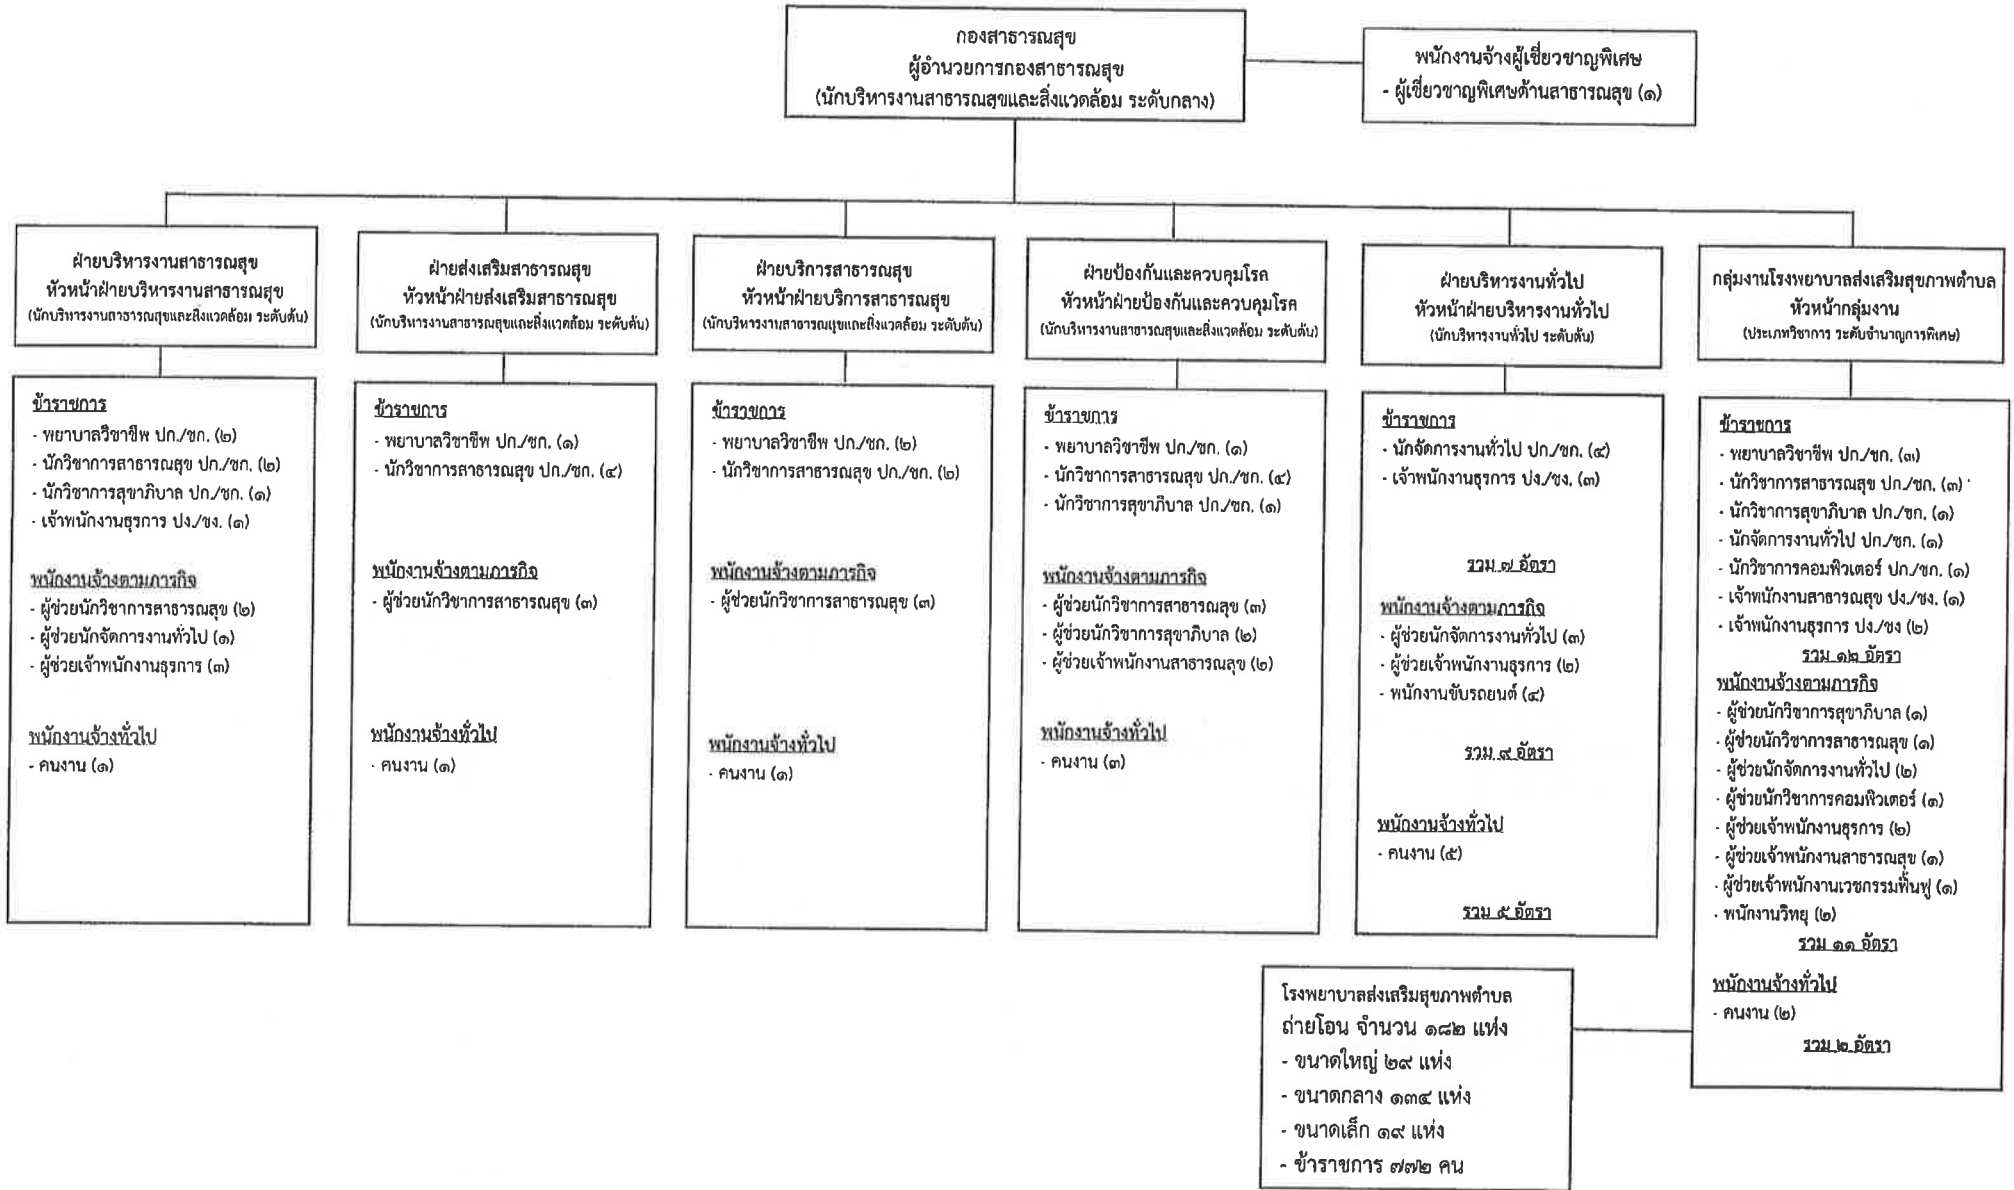 กองสาธารณสุข
ผู้อำนวยการกองสาธารณสุข
(นักบริหารงานสาธารณสุขและสิ่งแวดล้อม ระดับกลาง)
พนักงานจ้างผู้เชี่ยวชาญพิเศษ
- ผู้เชี่ยวชาญพิเศษด้านสาธารณสุข (๑)
ฝ่ายบริหารงานสาธารณสุข
หัวหน้าฝ่ายบริหารงานสาธารณสุข
(นักบริหารงานสาธารณสุขและสิ่งแวดล้อม ระดับต้น)
ข้าราชการ
- พยาบาลวิชาชีพ ปก./ชก. (๒)
- นักวิชาการสาธารณสุข ปก./ชก. (๒)
- นักวิชาการสุขาภิบาล ปก./ชก. (๑)
- เจ้าพนักงานธุรการ ปง./ชง. (๑)
พนักงานจ้างตามภารกิจ
- ผู้ช่วยนักวิชาการสาธารณสุข (๒)
- ผู้ช่วยนักจัดการงานทั่วไป (๑)
- ผู้ช่วยเจ้าพนักงานธุรการ (๓)
พนักงานจ้างทั่วไป
- คนงาน (๑)
ฝ่ายส่งเสริมสาธารณสุข
หัวหน้าฝ่ายส่งเสริมสาธารณสุข
(นักบริหารงานสาธารณสุขและสิ่งแวดล้อม ระดับต้น)
ข้าราชการ
- พยาบาลวิชาชีพ ปก./ชก. (๑)
- นักวิชาการสาธารณสุข ปก./ชก. (๔)
พนักงานจ้างตามภารกิจ
- ผู้ช่วยนักวิชาการสาธารณสุข (๓)
พนักงานจ้างทั่วไป
- คนงาน (๑)
ฝ่ายบริการสาธารณสุข
หัวหน้าฝ่ายบริการสาธารณสุข
(นักบริหารงานสาธารณสุขและสิ่งแวดล้อม ระดับต้น)
ข้าราชการ
- พยาบาลวิชาชีพ ปก./ชก. (๒)
- นักวิชาการสาธารณสุข ปก./ชก. (๒)
พนักงานจ้างตามภารกิจ
- ผู้ช่วยนักวิชาการสาธารณสุข (๓)
พนักงานจ้างทั่วไป
- คนงาน (๑)
ฝ่ายป้องกันและควบคุมโรค
หัวหน้าฝ่ายป้องกันและควบคุมโรค
(นักบริหารงานสาธารณสุขและสิ่งแวดล้อม ระดับต้น)
ข้าราชการ
- พยาบาลวิชาชีพ ปก./ชก. (๑)
- นักวิชาการสาธารณสุข ปก./ชก. (๔)
- นักวิชาการสุขาภิบาล ปก./ชก. (๑)
พนักงานจ้างตามภารกิจ
- ผู้ช่วยนักวิชาการสาธารณสุข (๓)
- ผู้ช่วยนักวิชาการสุขาภิบาล (๒)
- ผู้ช่วยเจ้าพนักงานสาธารณสุข (๒)
พนักงานจ้างทั่วไป
- คนงาน (๓)
ฝ่ายบริหารงานทั่วไป
หัวหน้าฝ่ายบริหารงานทั่วไป
(นักบริหารงานทั่วไป ระดับต้น)
ข้าราชการ
- นักจัดการงานทั่วไป ปก./ชก. (๔)
- เจ้าพนักงานธุรการ ปง./ชง. (๓)
รวม ๗ อัตรา
พนักงานจ้างตามภารกิจ
- ผู้ช่วยนักจัดการงานทั่วไป (๓)
- ผู้ช่วยเจ้าพนักงานธุรการ (๒)
- พนักงานขับรถยนต์ (๔)
รวม ๙ อัตรา
พนักงานจ้างทั่วไป
- คนงาน (๕)
รวม ๕ อัตรา
กลุ่มงานโรงพยาบาลส่งเสริมสุขภาพตำบล
หัวหน้ากลุ่มงาน
(ประเภทวิชาการ ระดับชำนาญการพิเศษ)
ข้าราชการ
- พยาบาลวิชาชีพ ปก./ชก. (๓)
- นักวิชาการสาธารณสุข ปก./ชก. (๓)
- นักวิชาการสุขาภิบาล ปก./ชก. (๑)
- นักจัดการงานทั่วไป ปก./ชก. (๑)
- นักวิชาการคอมพิวเตอร์ ปก./ชก. (๑)
- เจ้าพนักงานสาธารณสุข ปง./ชง. (๑)
- เจ้าพนักงานธุรการ ปง./ชง (๒)
รวม ๑๒ อัตรา
พนักงานจ้างตามภารกิจ
- ผู้ช่วยนักวิชาการสุขาภิบาล (๑)
- ผู้ช่วยนักวิชาการสาธารณสุข (๑)
- ผู้ช่วยนักจัดการงานทั่วไป (๒)
- ผู้ช่วยนักวิชาการคอมพิวเตอร์ (๑)
- ผู้ช่วยเจ้าพนักงานธุรการ (๒)
- ผู้ช่วยเจ้าพนักงานสาธารณสุข (๑)
- ผู้ช่วยเจ้าพนักงานเวชกรรมฟื้นฟู (๑)
- พนักงานวิทยุ (๒)
รวม ๑๑ อัตรา
พนักงานจ้างทั่วไป
- คนงาน (๒)
รวม ๒ อัตรา
โรงพยาบาลส่งเสริมสุขภาพตำบล
ถ่ายโอน จำนวน ๑๘๒ แห่ง
- ขนาดใหญ่ ๒๙ แห่ง
- ขนาดกลาง ๑๓๔ แห่ง
- ขนาดเล็ก ๑๙ แห่ง
- ข้าราชการ ๗๗๒ คน